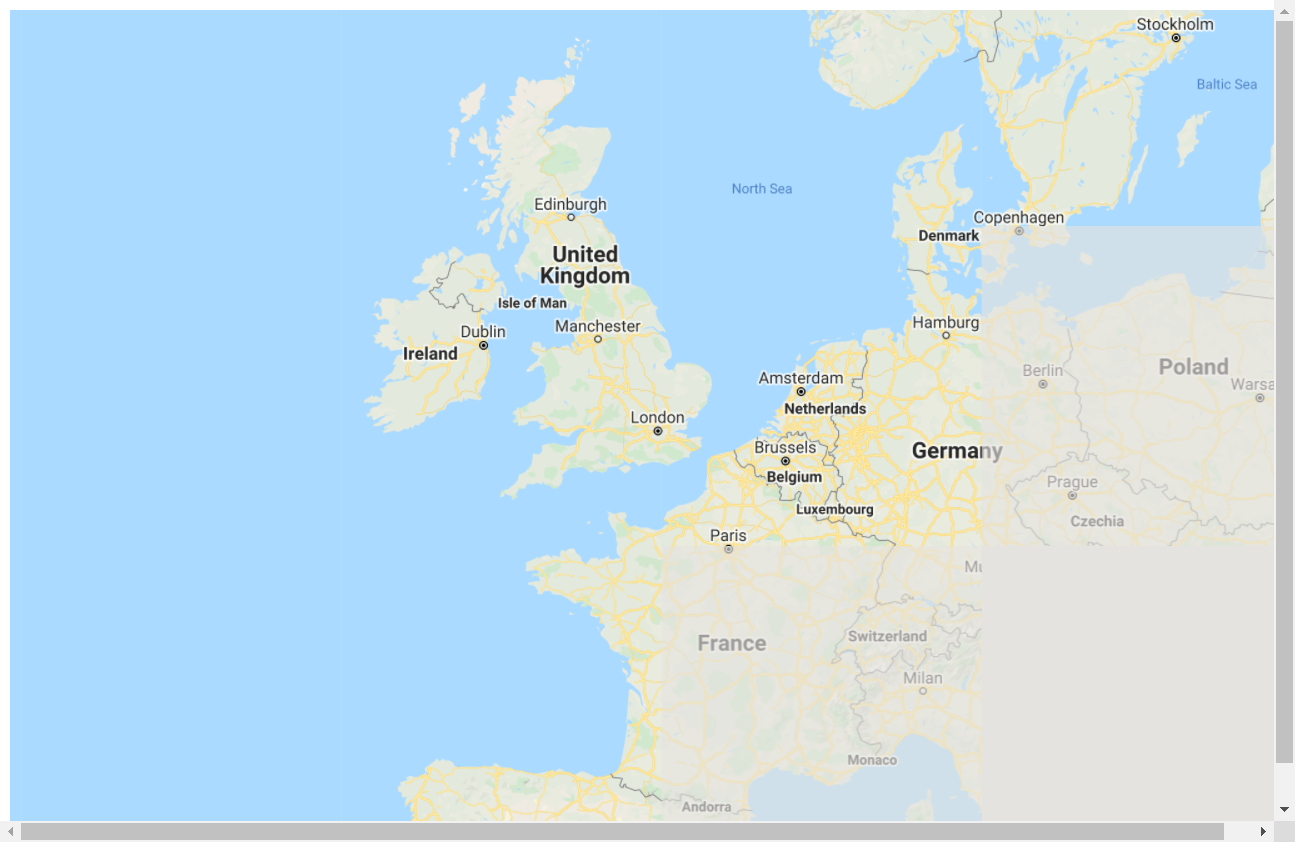 Stockholm
Baltic Sea
North Sea
Edinburgh
Copenhagen
Denmark
United
Kingdom
Isle of Man
Hamburg
Manchester
Dublin
Ireland
Poland
Berlin
Amsterdam
Warsa
Netherlands
London
Brussels
Germany
Belgium
Prague
Luxembourg
Czechia
Paris
Mu
Switzerland
France
Milan
Monaco
Andorra